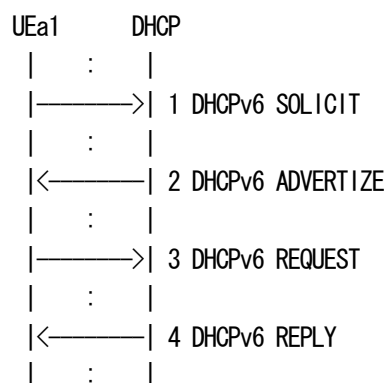 UEa1 DHCP
| : |
|-------->| 1 DHCPv6 SOLICIT
| : |
|<--------| 2 DHCPv6 ADVERTIZE
| : |
|-------->| 3 DHCPv6 REQUEST
| : |
|<--------| 4 DHCPv6 REPLY
| : |